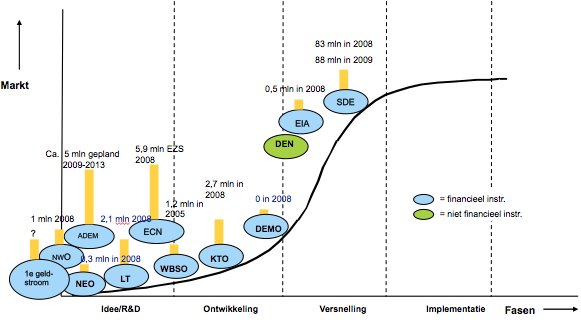 83 mln in 2008
88 mln in 2009
Markt
0,5 mln in 2008
SDE
EIA
DEN
Ca. 5 mln gepland
2009-2013
5,9 mln EZS
2008
2,7 mln in
2008
= financieel instr.
= niet financieel instr.
1,2 mln in
2005
0 in 2008
1 mln 2008
2,1 mln 2008
?
ADEM
ECN
DEMO
NWO
0,3 mln in 2008
KTO
WBSO
1e geld-
stroom
NEO
LT
Idee/R&D
Ontwikkeling
Versnelling
Implementatie
Fasen